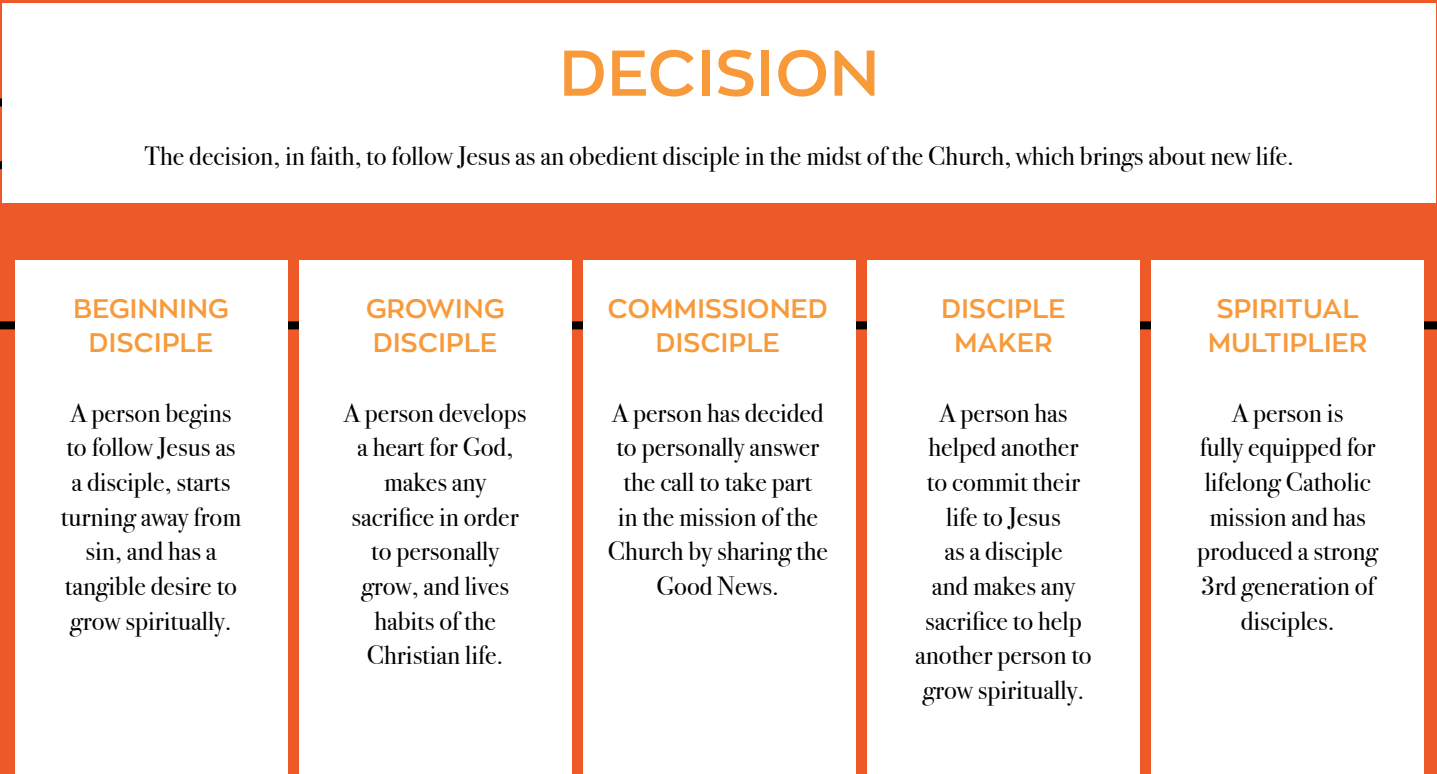 DECISION
The decision, in faith, to follow Jesus as an obedient disciple in the midst of the Church, which brings about new life.
BEGINNING
DISCIPLE
A person begins
to follow Jesus as
a disciple, starts
turning away from
sin, and has a
tangible desire to
grow spiritually.
GROWING
DISCIPLE
A person develops
a heart for God,
makes any
sacrifice in order
to personally
grow, and lives
habits of the
Christian life.
COMMISSIONED
DISCIPLE
A person has decided
to personally answer
the call to take part
in the mission of the
Church by sharing the
Good News.
DISCIPLE
MAKER
A person has
helped another
to commit their
life to Jesus
as a disciple
and makes any
sacrifice to help
another person to
grow spiritually.
SPIRITUAL
MULTIPLIER
A person is
fully equipped for
lifelong Catholic
mission and has
produced a strong
3rd generation of
disciples.